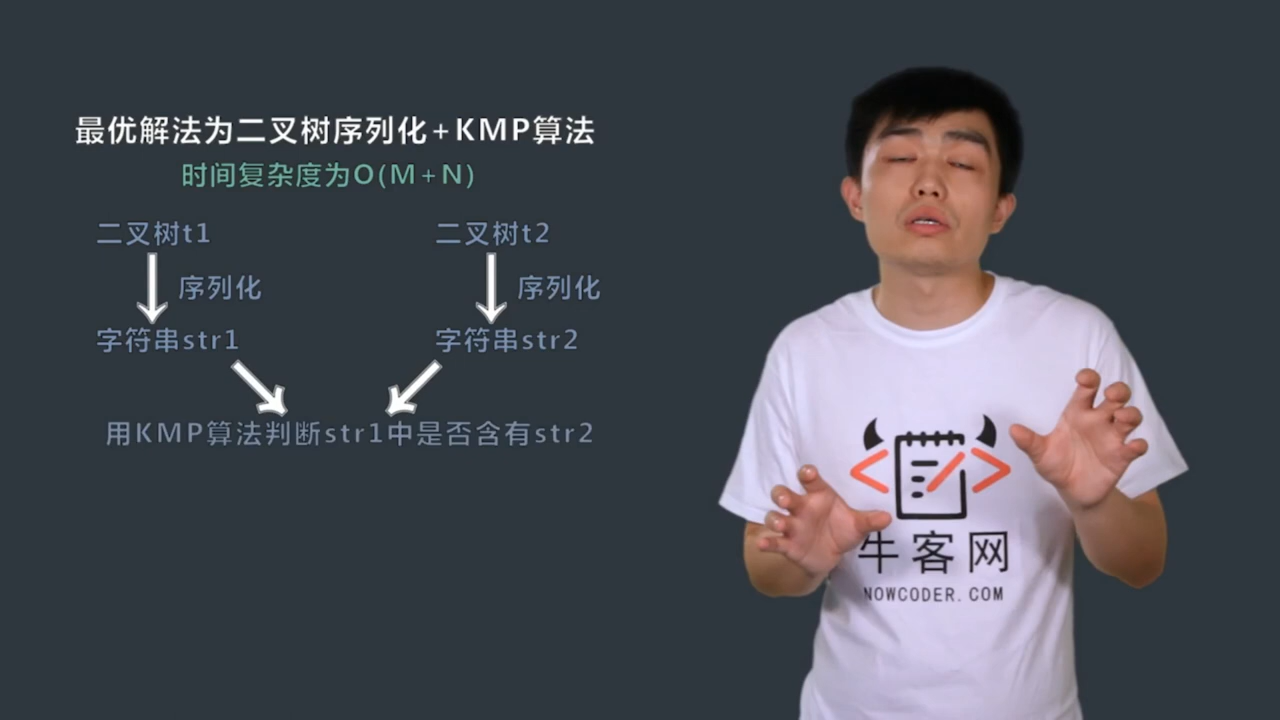 最优解法为二叉树序列化+KMP算法
时间复杂度为O(M+N)
二叉树t1
二叉树t2
序列化
序列化
字符串str1
字符串str2
用KMP算法判断str1中是否含有str2
牛客网
NOWCODER.COM